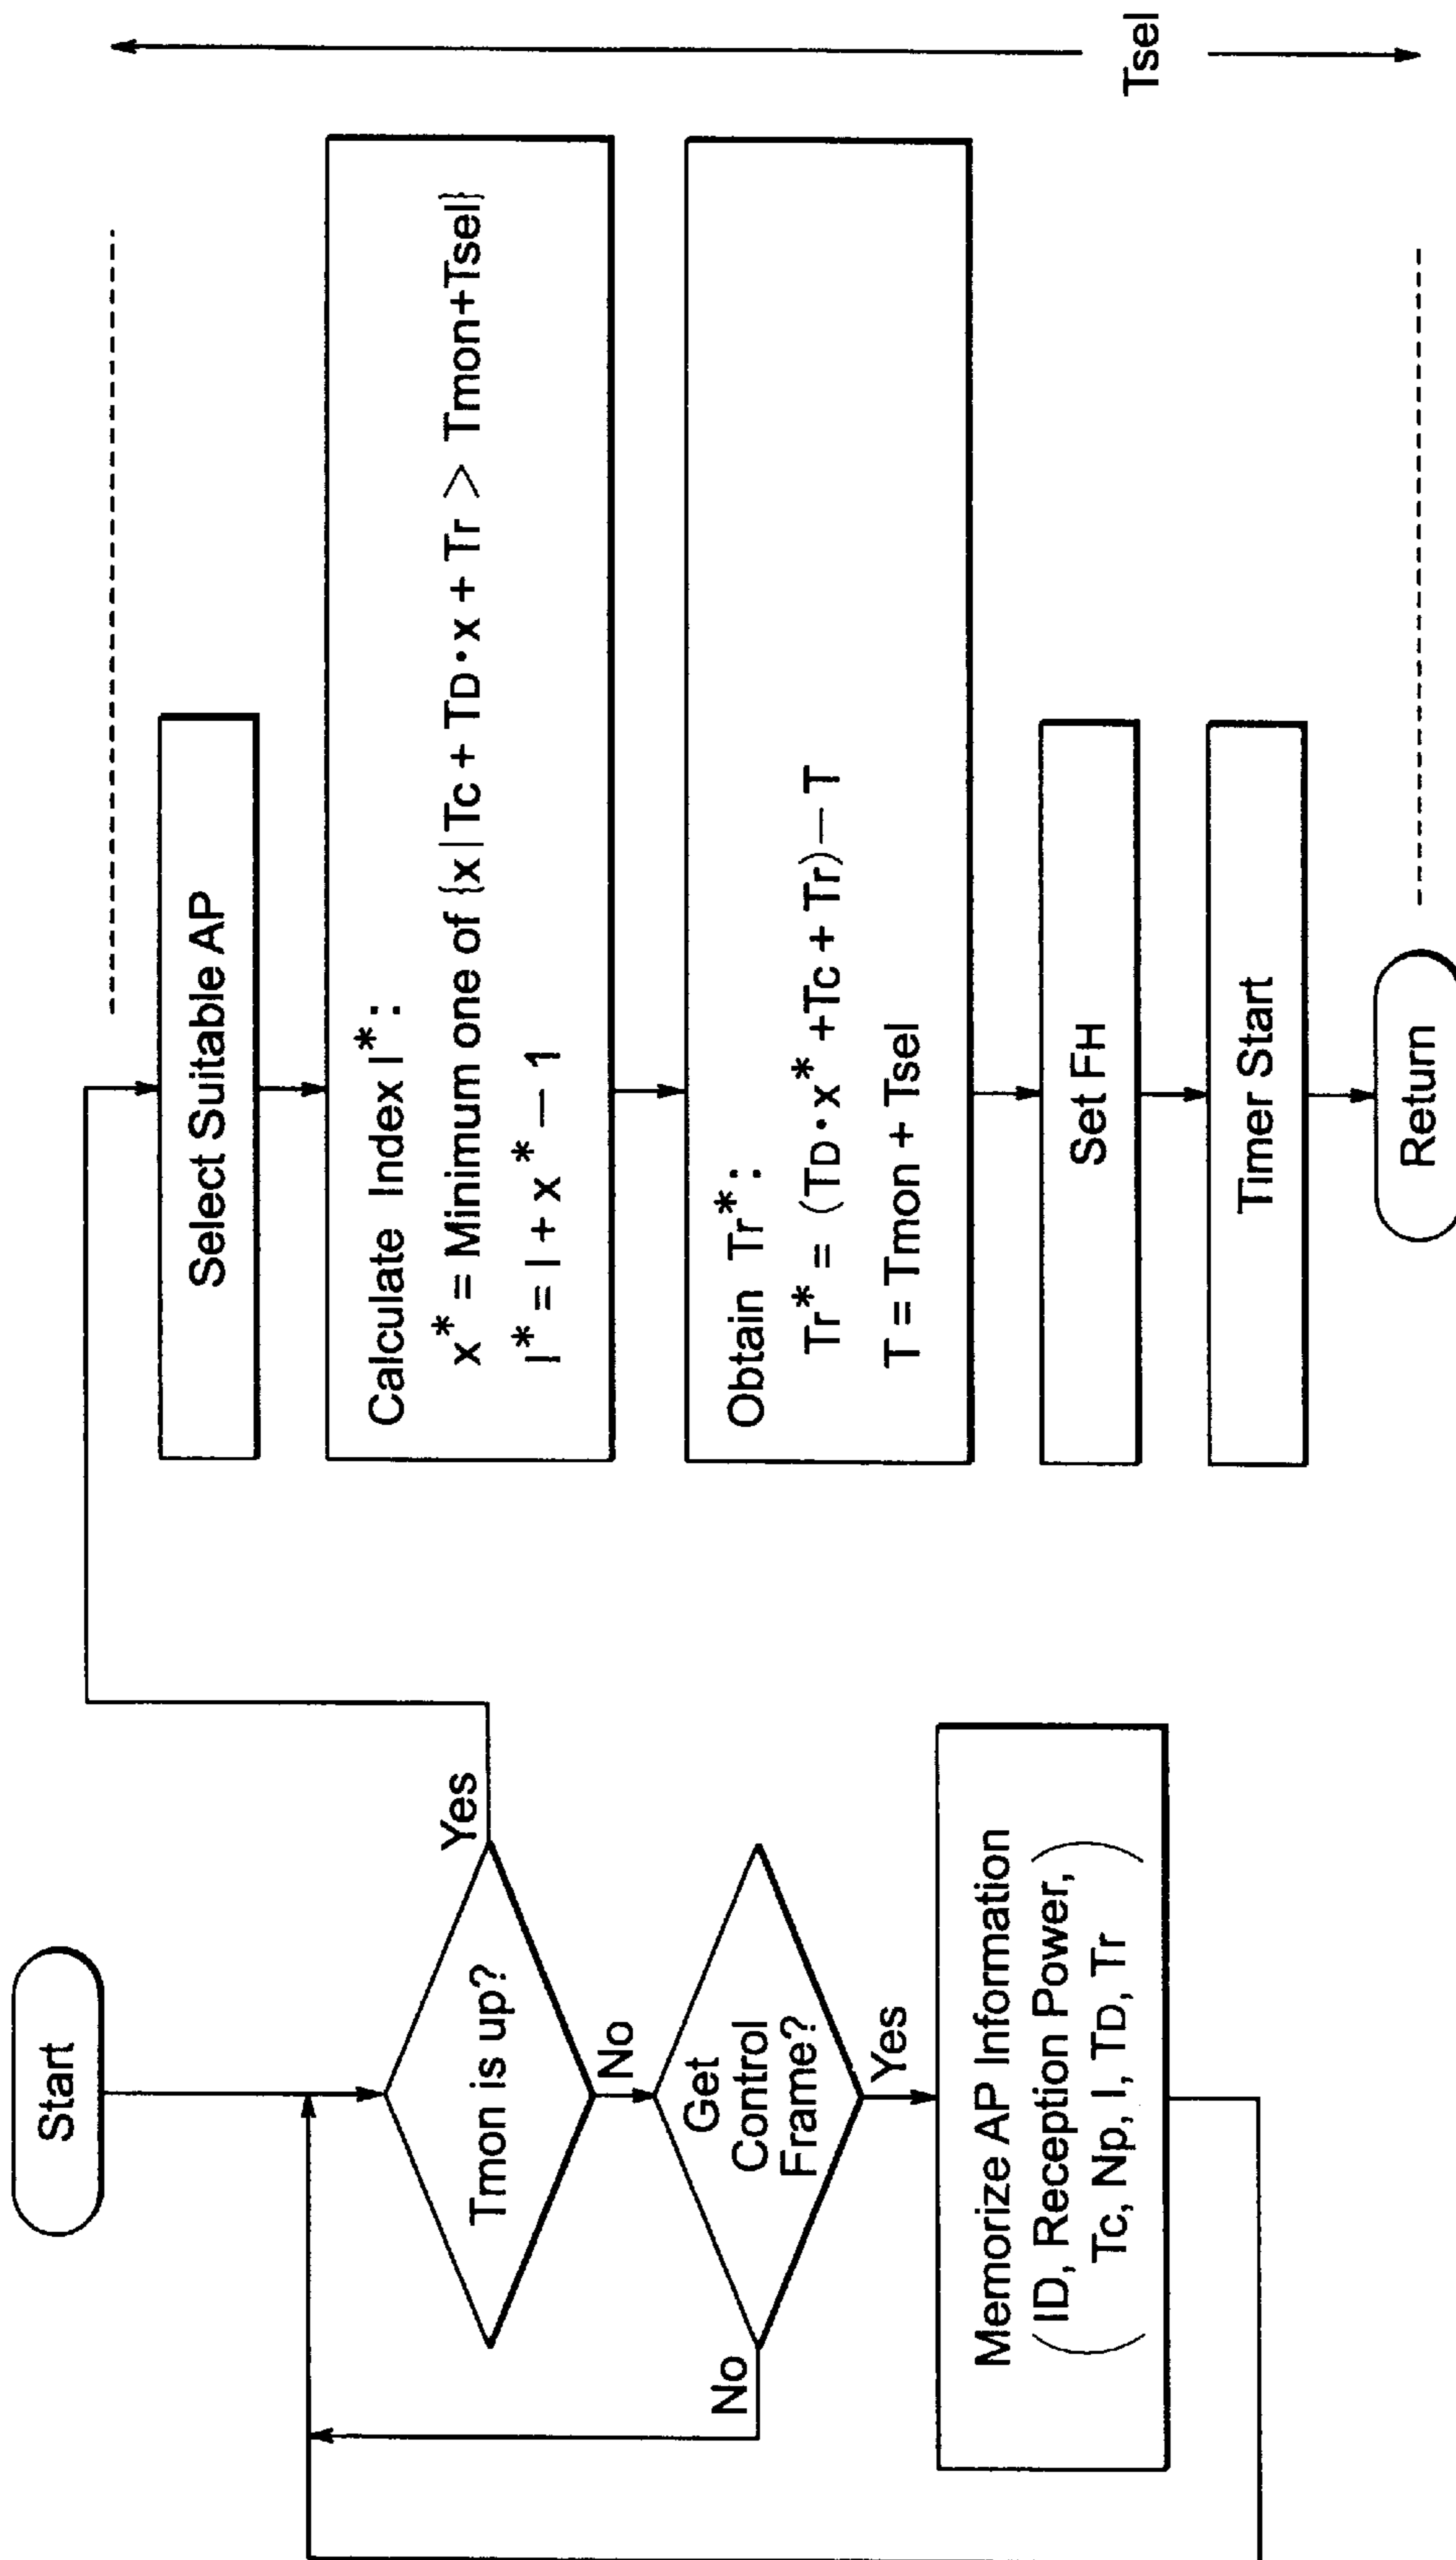 Start
Tmon is up?
Yes
No
Get
Control
Frame?
No
Yes
Memorize AP Information
(ID, Reception Power,
Tc, Np, I, TD, Tr)
Select Suitable AP
Calculate Index I*:
x* = Minimum one of {x|Tc + TD·x + Tr > Tmon+Tsel}
I* = I + x* − 1
Obtain Tr*:
Tr* = (TD·x* +Tc + Tr)−T
T = Tmon + Tsel
Set FH
Timer Start
Return
Tsel